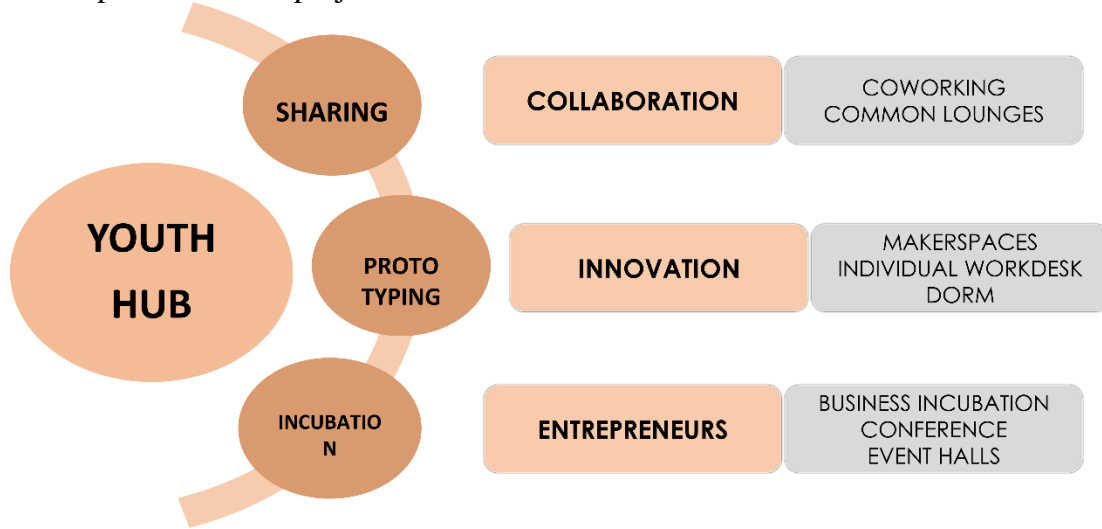 YOUTH
HUB
SHARING
COLLABORATION
COWORKING
COMMON LOUNGES
PROTO
TYPING
INNOVATION
MAKERSPACES
INDIVIDUAL WORKDESK
DORM
INCUBATIO
N
ENTREPRENEURS
BUSINESS INCUBATION
CONFERENCE
EVENT HALLS